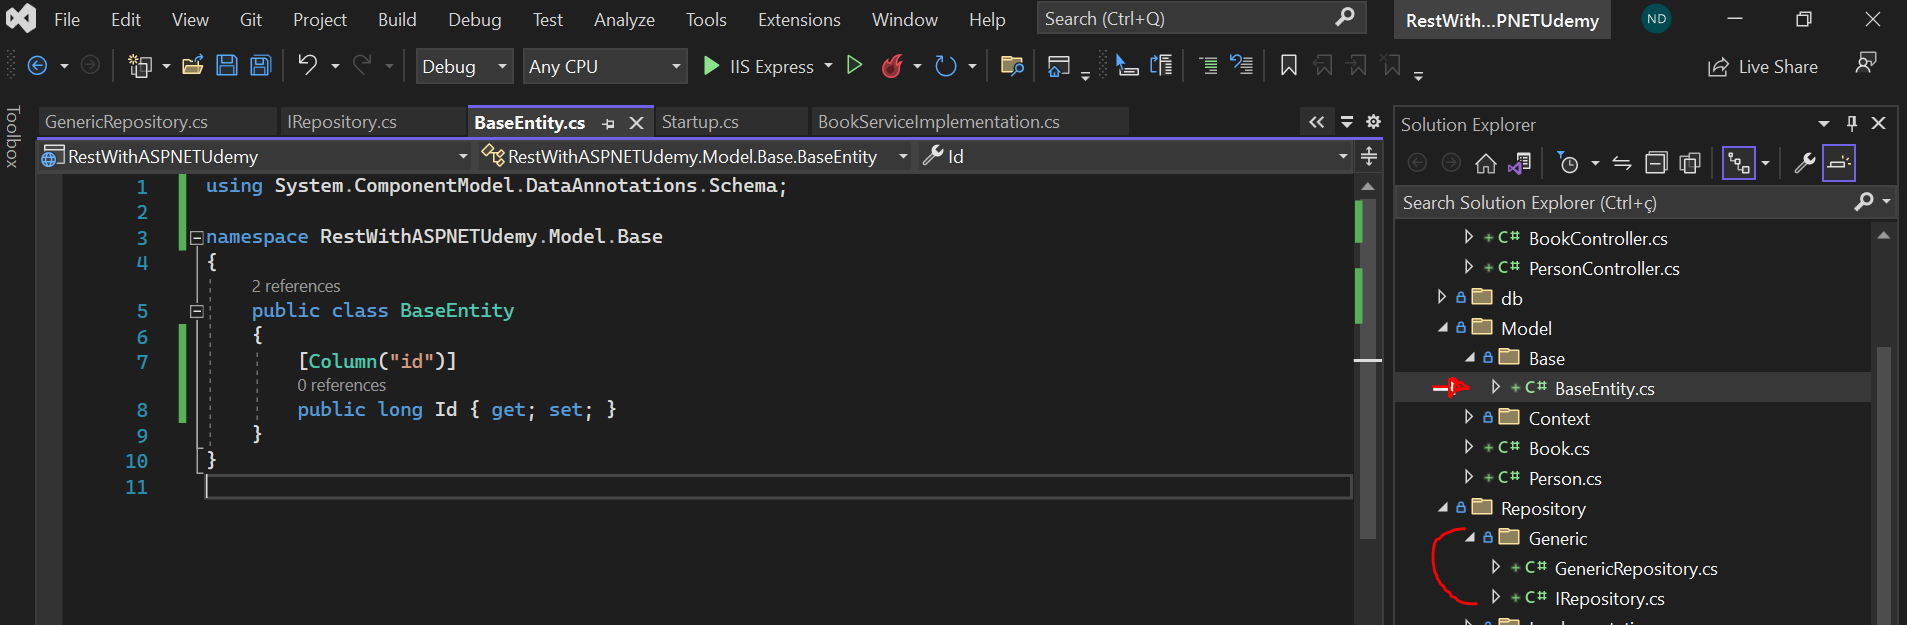 File Edit View Git Project Build Debug Test Analyze Tools Extensions Window Help Search (Ctrl+Q) RestWith...PNETUdemy ND
Debug Any CPU IIS Express Live Share
Toolbox
GenericRepository.cs IRepository.cs BaseEntity.cs Startup.cs BookServiceImplementation.cs
RestWithASPNETUdemy RestWithASPNETUdemy.Model.Base.BaseEntity Id
1 using System.ComponentModel.DataAnnotations.Schema;
2
3 namespace RestWithASPNETUdemy.Model.Base
4 {
2 references
5 public class BaseEntity
6 {
7 [Column("id")]
0 references
8 public long Id { get; set; }
9 }
10 }
11
Solution Explorer
Search Solution Explorer (Ctrl+ç)
C# BookController.cs
C# PersonController.cs
db
Model
Base
C# BaseEntity.cs
Context
C# Book.cs
C# Person.cs
Repository
Generic
C# GenericRepository.cs
C# IRepository.cs